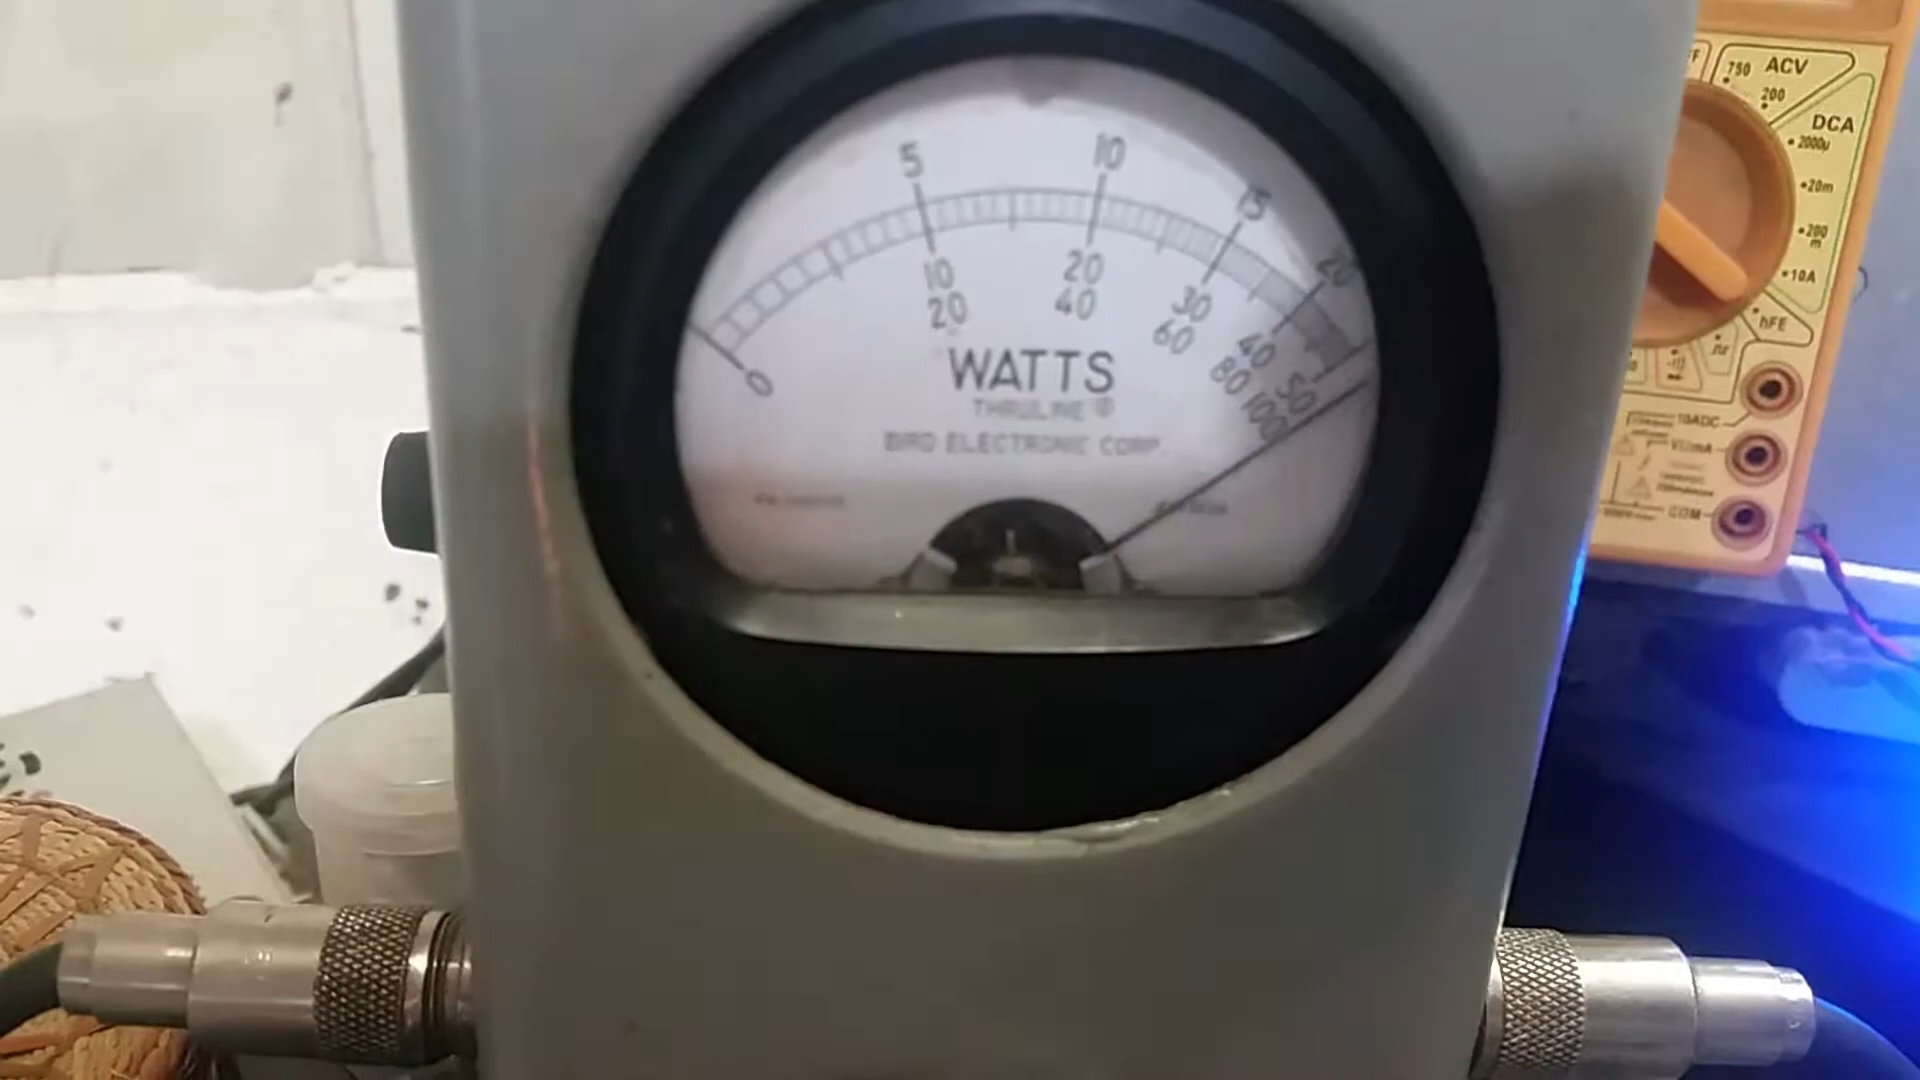 5 10 15 20
10 20 30 40 50
20 40 60 80 100
0
WATTS
THRULINE®
BIRD ELECTRONIC CORP.
750 ACV
200
DCA
2000µ
20m
200
m
10A
hFE
10ADC
COM